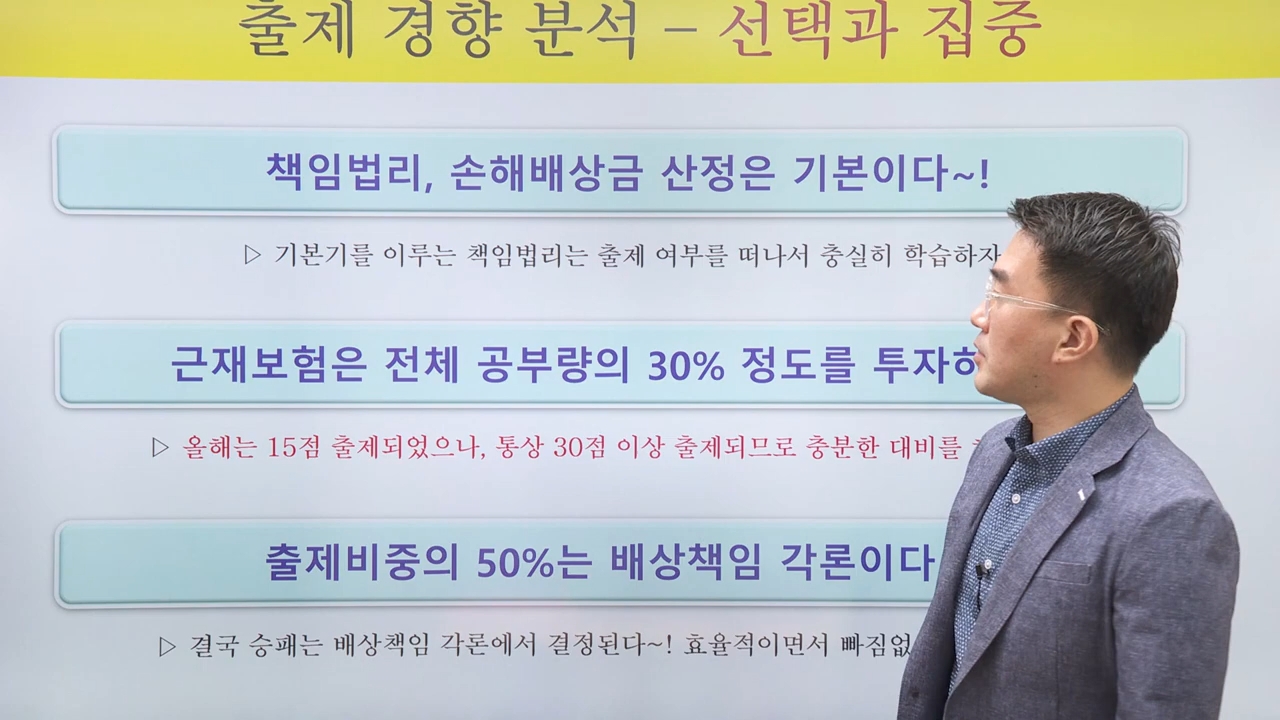 출제 경향 분석 – 선택과 집중
책임법리, 손해배상금 산정은 기본이다~!
▷ 기본기를 이루는 책임법리는 출제 여부를 떠나서 충실히 학습하자
근재보험은 전체 공부량의 30% 정도를
▷ 올해는 15점 출제되었으나, 통상 30점 이상 출제되므로 충분한 대비를
출제비중의 50%는 배상책임 각론이다
▷ 결국 승패는 배상책임 각론에서 결정된다~! 효율적이면서